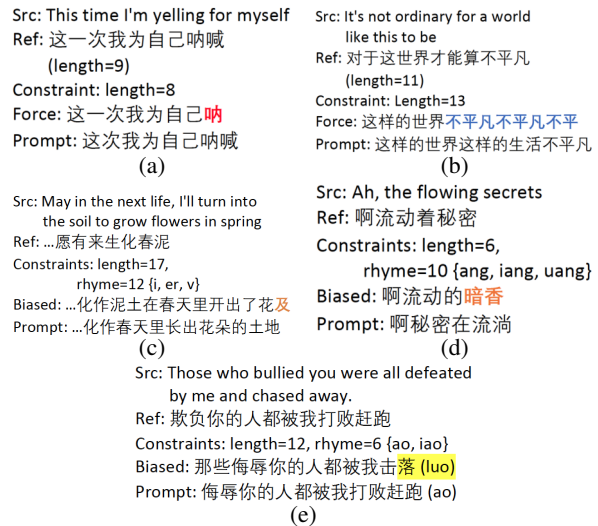 Src: This time I'm yelling for myself
Ref: 这一次我为自己呐喊
(length=9)
Constraint: length=8
Force: 这一次我为自己呐
Prompt: 这次我为自己呐喊
(a)
Src: It's not ordinary for a world
like this to be
Ref: 对于这世界才能算不平凡
(length=11)
Constraint: Length=13
Force: 这样的世界不平凡不平凡不平
Prompt: 这样的世界这样的生活不平凡
(b)
Src: May in the next life, I'll turn into
the soil to grow flowers in spring
Ref: …愿有来生化春泥
Constraints: length=17,
rhyme=12 {i, er, v}
Biased: …化作泥土在春天里开出了花及
Prompt: …化作春天里长出花朵的土地
(c)
Src: Ah, the flowing secrets
Ref: 啊流动着秘密
Constraints: length=6,
rhyme=10 {ang, iang, uang}
Biased: 啊流动的暗香
Prompt: 啊秘密在流淌
(d)
Src: Those who bullied you were all defeated
by me and chased away.
Ref: 欺负你的人都被我打败赶跑
Constraints: length=12, rhyme=6 {ao, iao}
Biased: 那些侮辱你的人都被我击落 (luo)
Prompt: 侮辱你的人都被我打败赶跑 (ao)
(e)